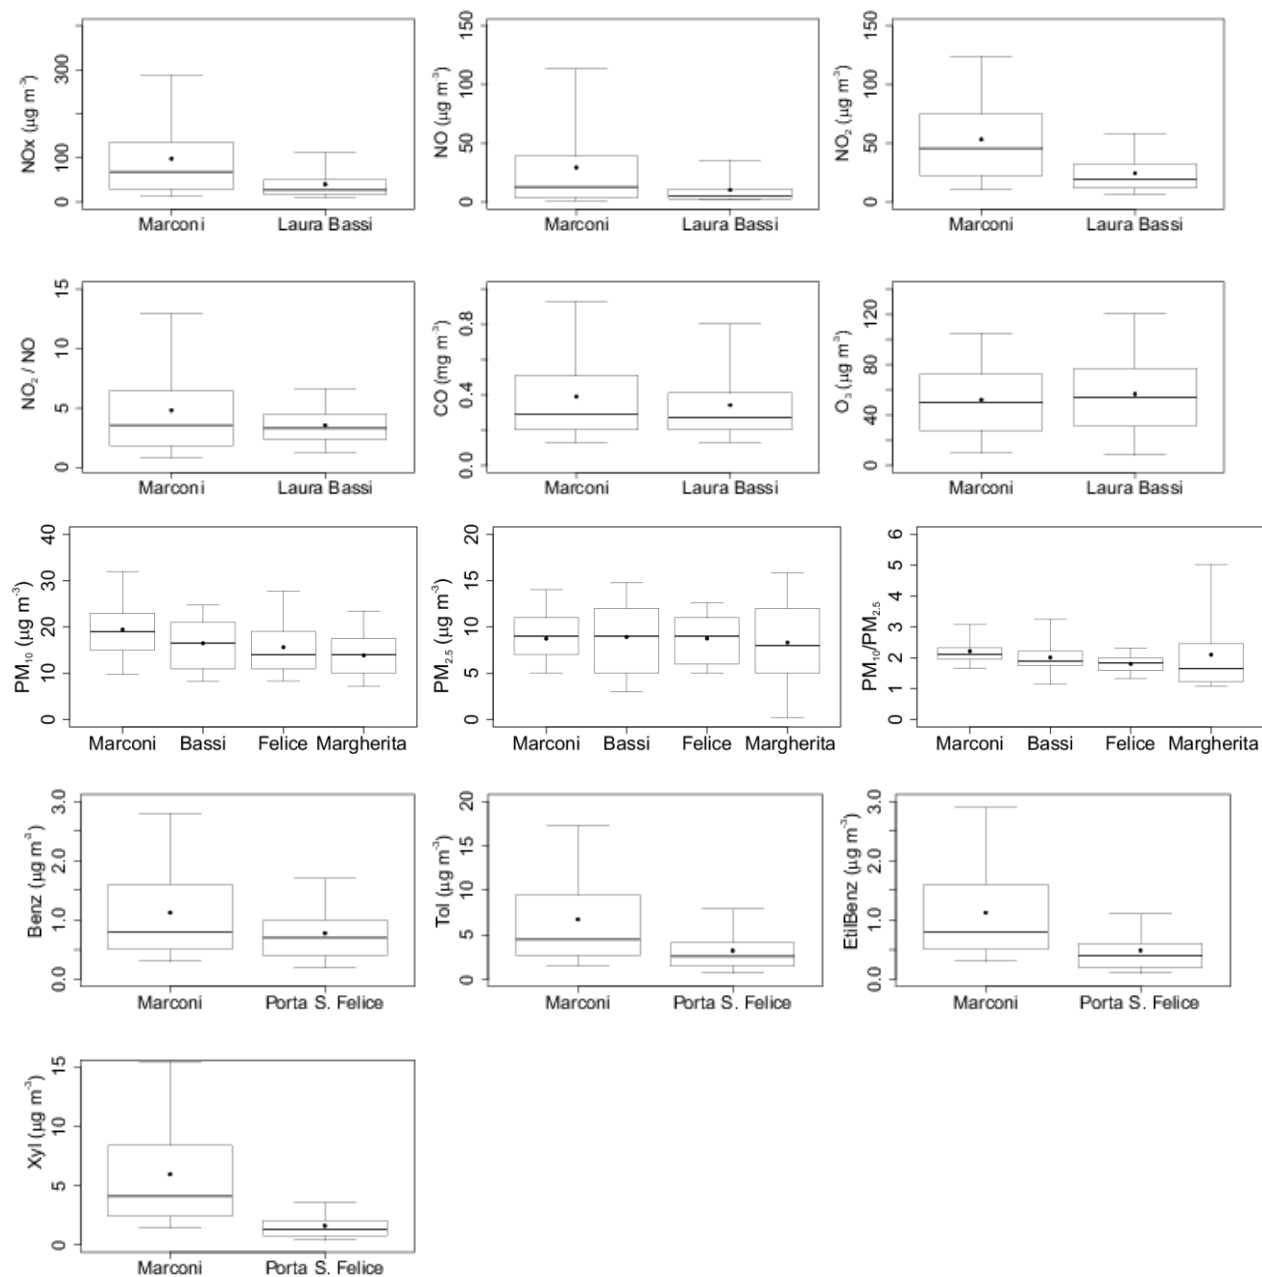 NOx (µg m⁻³)
300
100
0
Marconi
Laura Bassi
NO (µg m⁻³)
150
100
50
0
Marconi
Laura Bassi
NO₂ (µg m⁻³)
150
100
50
0
Marconi
Laura Bassi
NO₂ / NO
15
10
5
0
Marconi
Laura Bassi
CO (mg m⁻³)
0.8
0.4
0.0
Marconi
Laura Bassi
O₃ (µg m³)
120
80
40
0
Marconi
Laura Bassi
PM₁₀ (µg m⁻³)
40
30
20
10
0
Marconi
Bassi
Felice
Margherita
PM₂.₅ (µg m⁻³)
20
15
10
5
0
Marconi
Bassi
Felice
Margherita
PM₁₀/PM₂.₅
6
5
4
3
2
1
0
Marconi
Bassi
Felice
Margherita
Benz (µg m⁻³)
3.0
2.0
1.0
0.0
Marconi
Porta S. Felice
Tol (µg m⁻³)
20
15
10
5
0
Marconi
Porta S. Felice
EtilBenz (µg m⁻³)
3.0
2.0
1.0
0.0
Marconi
Porta S. Felice
Xyl (µg m⁻³)
15
10
5
0
Marconi
Porta S. Felice